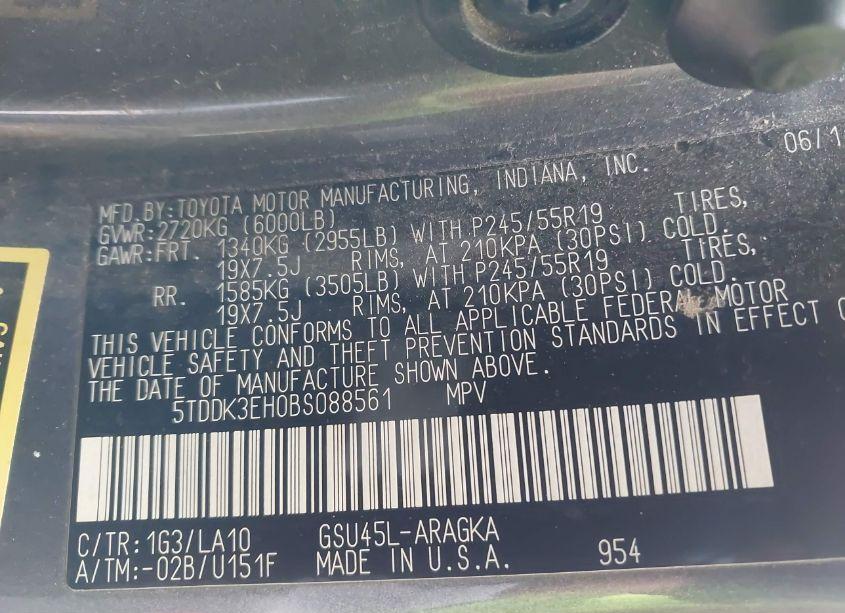 06/1
MFD.BY:TOYOTA MOTOR MANUFACTURING, INDIANA, INC.
GVWR:2720KG (6000LB)
GAWR:FRT. 1340KG (2955LB) WITH P245/55R19 TIRES,
19X7.5J RIMS, AT 210KPA (30PSI) COLD.
RR. 1585KG (3505LB) WITH P245/55R19 TIRES,
19X7.5J RIMS, AT 210KPA (30PSI) COLD.
THIS VEHICLE CONFORMS TO ALL APPLICABLE FEDERAL MOTOR
VEHICLE SAFETY AND THEFT PREVENTION STANDARDS IN EFFECT
THE DATE OF MANUFACTURE SHOWN ABOVE.
5TDDK3EH0BS088561 MPV
C/TR:1G3/LA10 GSU45L-ARAGKA
A/TM:-02B/U151F MADE IN U.S.A. 954